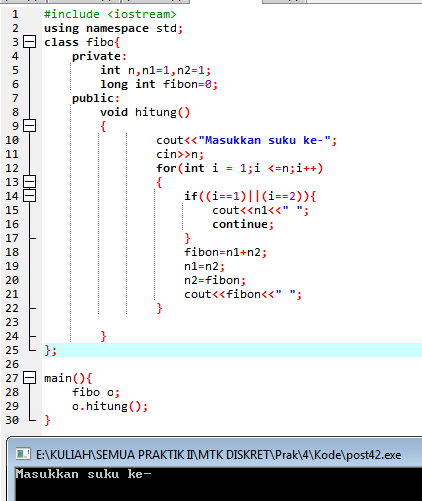 1 #include <iostream>
2 using namespace std;
3 class fibo{
4 private:
5 int n,n1=1,n2=1;
6 long int fibon=0;
7 public:
8 void hitung()
9 {
10 cout<<"Masukkan suku ke-";
11 cin>>n;
12 for(int i = 1;i <=n;i++)
13 {
14 if((i==1)||(i==2)){
15 cout<<n1<<" ";
16 continue;
17 }
18 fibon=n1+n2;
19 n1=n2;
20 n2=fibon;
21 cout<<fibon<<" ";
22 }
23
24 }
25 };
26
27 main(){
28 fibo o;
29 o.hitung();
30 }
E:\KULIAH\SEMUA PRAKTIK II\MTK DISKRET\Prak\4\Kode\post42.exe
Masukkan suku ke-